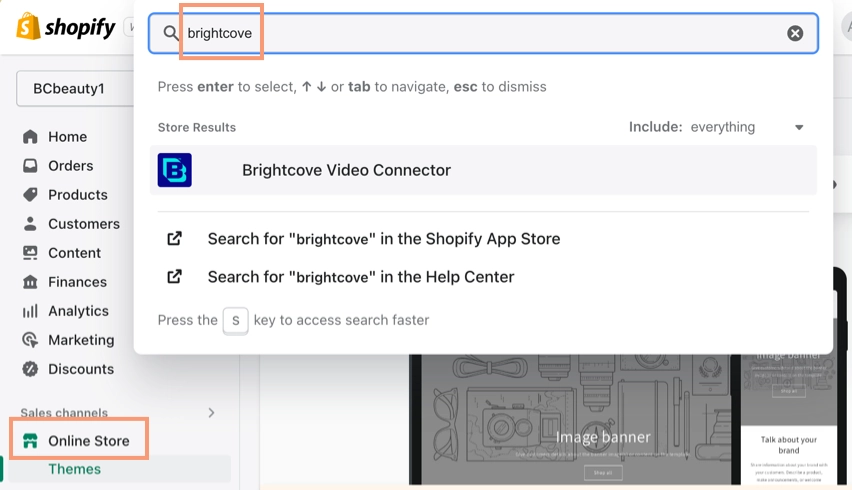 shopify
brightcove
BCbeauty1
Press enter to select, ↑ ↓ or tab to navigate, esc to dismiss
Store Results
Include: everything
Brightcove Video Connector
Search for "brightcove" in the Shopify App Store
Search for "brightcove" in the Help Center
Press the S key to access search faster
Home
Orders
Products
Customers
Content
Finances
Analytics
Marketing
Discounts
Sales channels
Online Store
Themes
Image banner
Shop all
Image banner
Talk about your
brand